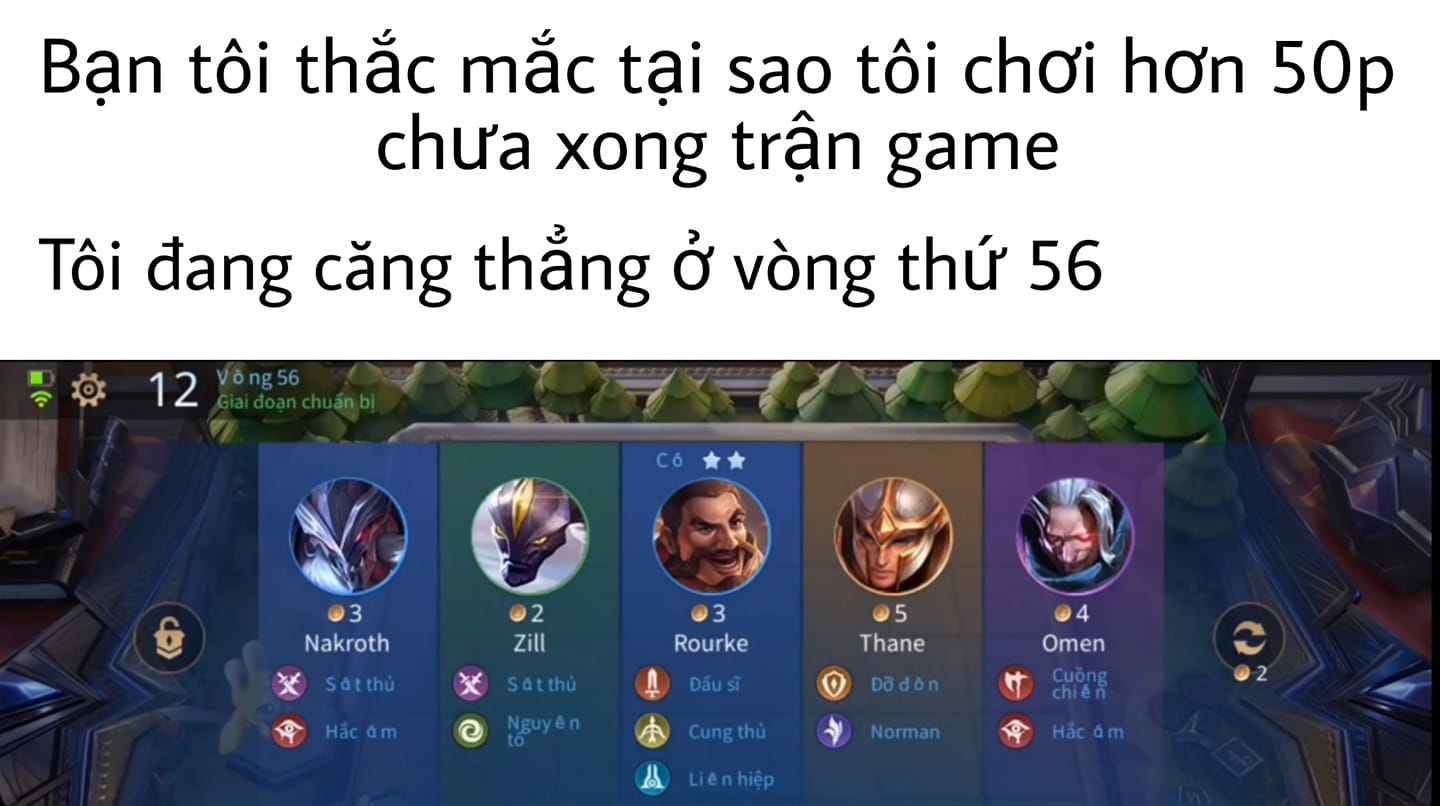 Bạn tôi thắc mắc tại sao tôi chơi hơn 50p
chưa xong trận game
Tôi đang căng thẳng ở vòng thứ 56
12
Vòng 56
Giai đoạn chuẩn bị
Có
3
2
3
5
4
Nakroth
Zill
Rourke
Thane
Omen
2
Sát thủ
Sát thủ
Đấu sĩ
Đỡ đòn
Cuồng
chiến
Hắc ám
Nguyên
tố
Cung thủ
Norman
Hắc ám
Liên hiệp